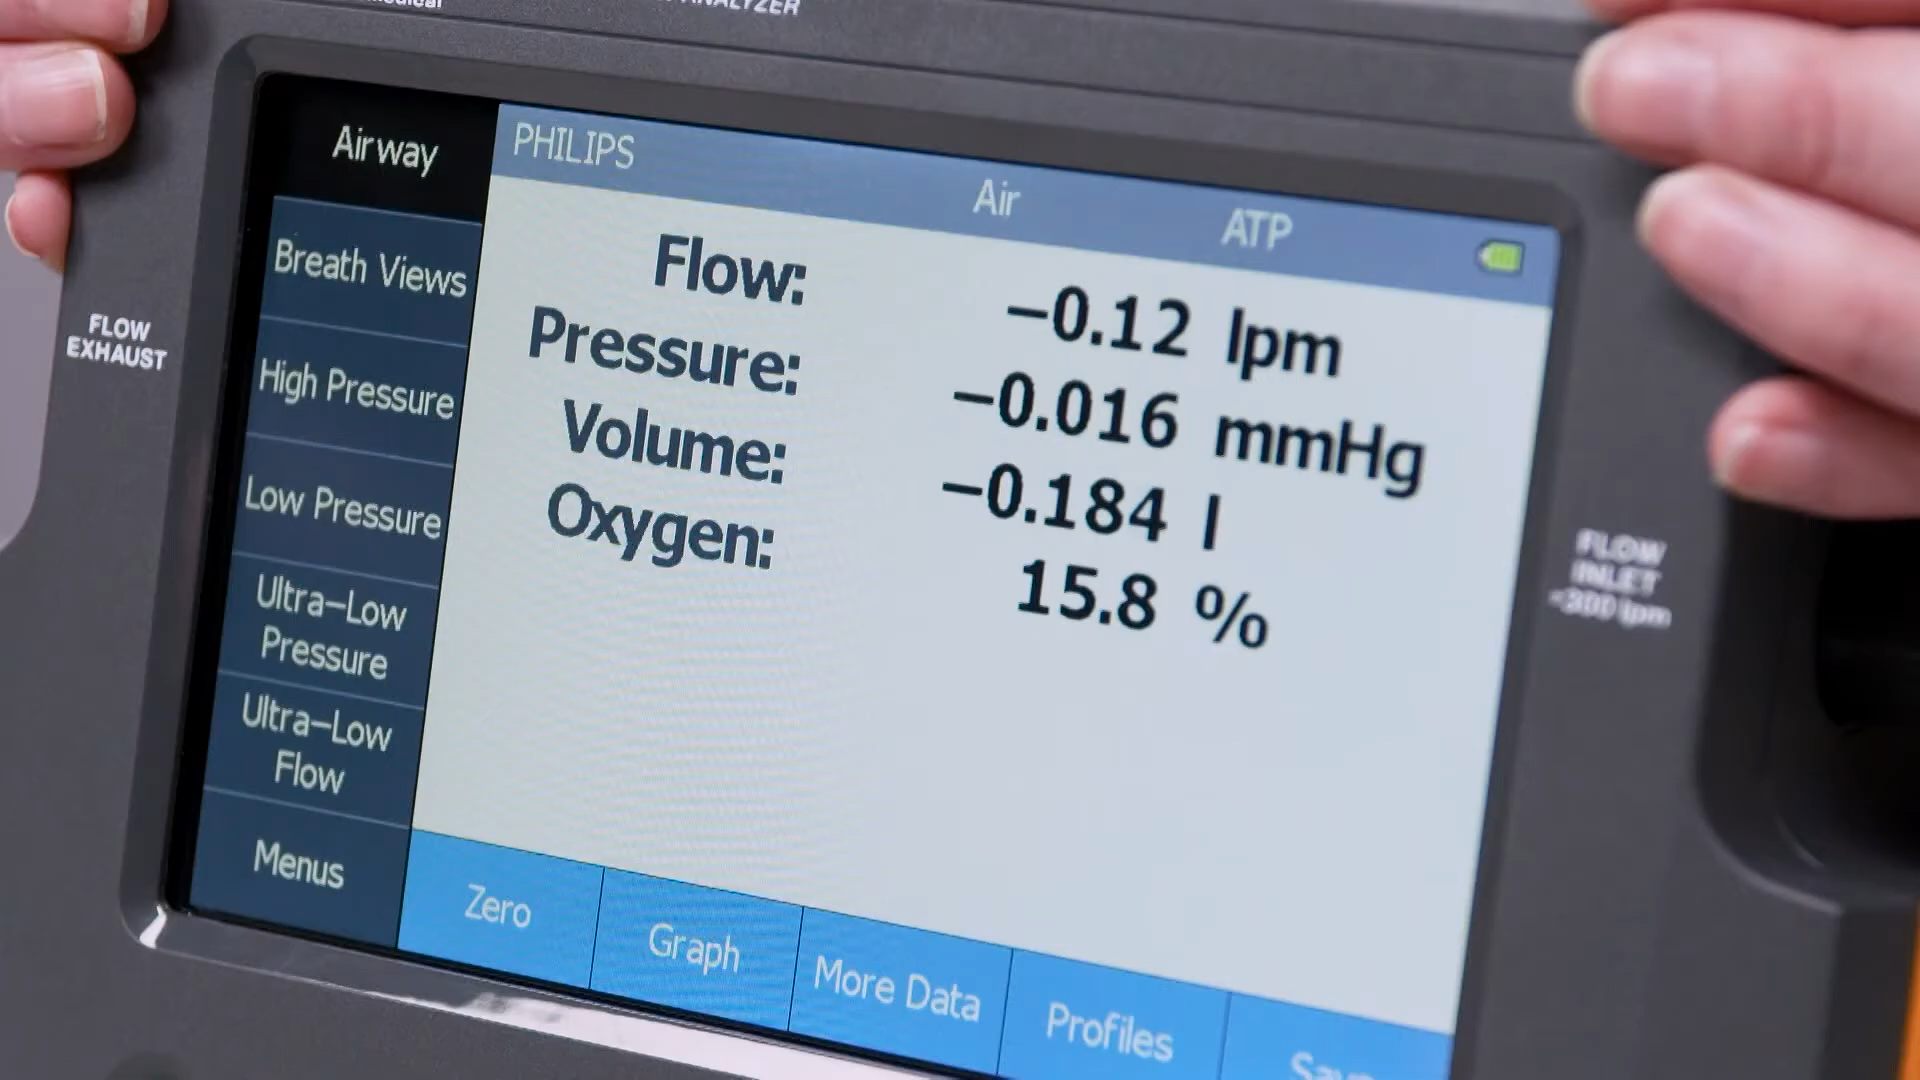 ANALYZER
Airway
PHILIPS
Air
ATP
Breath Views
High Pressure
Low Pressure
Ultra-Low
Pressure
Ultra-Low
Flow
Menus
Flow: -0.12 lpm
Pressure: -0.016 mmHg
Volume: -0.184 l
Oxygen: 15.8 %
Zero
Graph
More Data
Profiles
FLOW
EXHAUST
FLOW
INLET